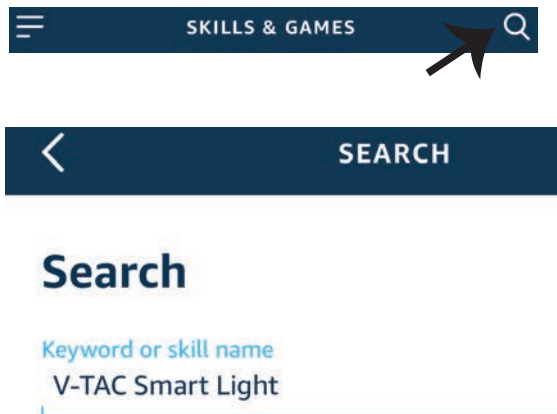 SKILLS & GAMES
SEARCH
Search
Keyword or skill name
V-TAC Smart Light